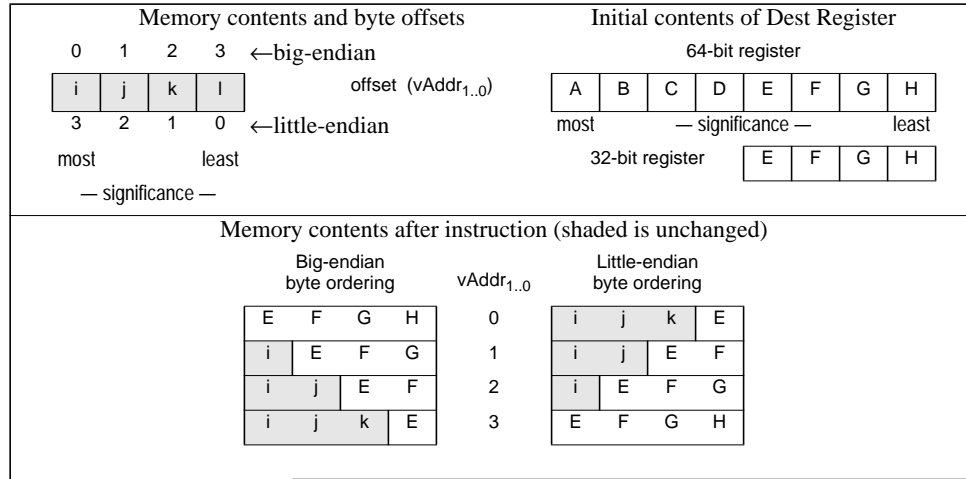 Memory contents and byte offsets
0 1 2 3 ←big-endian
i j k l offset (vAddr1..0)
3 2 1 0 ←little-endian
most least
— significance —
Initial contents of Dest Register
64-bit register
A B C D E F G H
most — significance — least
32-bit register E F G H
Memory contents after instruction (shaded is unchanged)
Big-endian
byte ordering
vAddr1..0
Little-endian
byte ordering
E F G H 0 i j k E
i E F G 1 i j E F
i j E F 2 i E F G
i j k E 3 E F G H